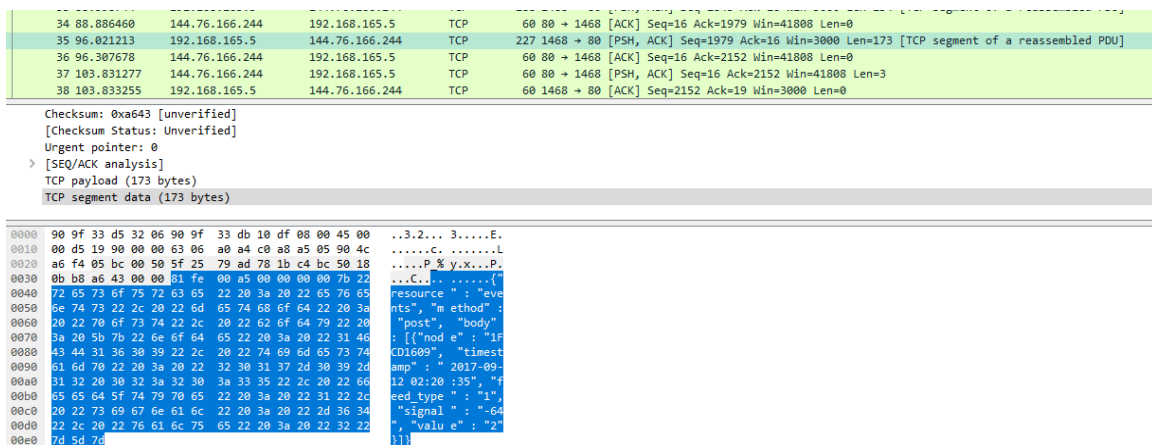 34 88.886460 144.76.166.244 192.168.165.5 TCP 60 80 → 1468 [ACK] Seq=16 Ack=1979 Win=41808 Len=0
35 96.021213 192.168.165.5 144.76.166.244 TCP 227 1468 → 80 [PSH, ACK] Seq=1979 Ack=16 Win=3000 Len=173 [TCP segment of a reassembled PDU]
36 96.307678 144.76.166.244 192.168.165.5 TCP 60 80 → 1468 [ACK] Seq=16 Ack=2152 Win=41808 Len=0
37 103.831277 144.76.166.244 192.168.165.5 TCP 60 80 → 1468 [PSH, ACK] Seq=16 Ack=2152 Win=41808 Len=3
38 103.833255 192.168.165.5 144.76.166.244 TCP 60 1468 → 80 [ACK] Seq=2152 Ack=19 Win=3000 Len=0
Checksum: 0xa643 [unverified]
[Checksum Status: Unverified]
Urgent pointer: 0
> [SEQ/ACK analysis]
TCP payload (173 bytes)
TCP segment data (173 bytes)
0000 90 9f 33 d5 32 06 90 9f 33 db 10 df 08 00 45 00 ..3.2... 3.....E.
0010 00 d5 19 90 00 00 63 06 a0 a4 c0 a8 a5 05 90 4c ......c. .......L
0020 a6 f4 05 bc 00 50 5f 25 79 ad 78 1b c4 bc 50 18 .....P_% y.x...P.
0030 0b b8 a6 43 00 00 81 fe 00 a5 00 00 00 00 7b 22 ...C.... ......{"
0040 72 65 73 6f 75 72 63 65 22 20 3a 20 22 65 76 65 resource " : "eve
0050 6e 74 73 22 2c 20 22 6d 65 74 68 6f 64 22 20 3a nts", "m ethod" :
0060 20 22 70 6f 73 74 22 2c 20 22 62 6f 64 79 22 20 "post", "body"
0070 3a 20 5b 7b 22 6e 6f 64 65 22 20 3a 20 22 31 46 : [{"nod e" : "1F
0080 43 44 31 36 30 39 22 2c 20 22 74 69 6d 65 73 74 CD1609", "timest
0090 61 6d 70 22 20 3a 20 22 32 30 31 37 2d 30 39 2d amp" : " 2017-09-
00a0 31 32 20 30 32 3a 32 30 3a 33 35 22 2c 20 22 66 12 02:20 :35", "f
00b0 65 65 64 5f 74 79 70 65 22 20 3a 20 22 31 22 2c eed_type " : "1",
00c0 20 22 73 69 67 6e 61 6c 22 20 3a 20 22 2d 36 34 "signal " : "-64
00d0 22 2c 20 22 76 61 6c 75 65 22 20 3a 20 22 32 22 ", "valu e" : "2"
00e0 7d 5d 7d }]}